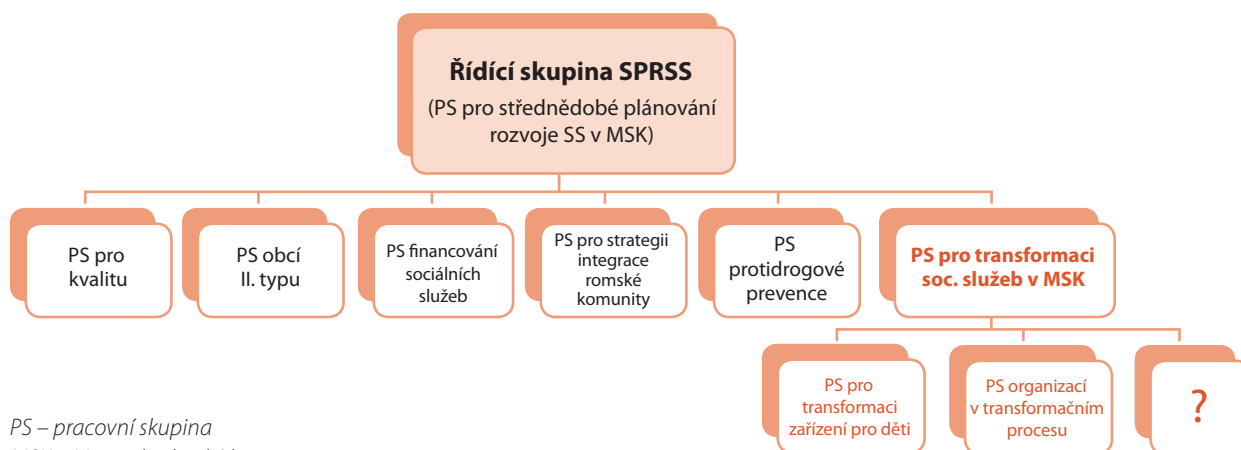 Řídící skupina SPRSS
(PS pro střednědobé plánování
rozvoje SS v MSK)
PS pro
kvalitu
PS obcí
II. typu
PS financování
sociálních
služeb
PS pro strategii
integrace
romské
komunity
PS
protidrogové
prevence
PS pro transformaci
soc. služeb v MSK
PS pro
transformaci
zařízení pro děti
PS organizací
v transformačním
procesu
?
PS – pracovní skupina